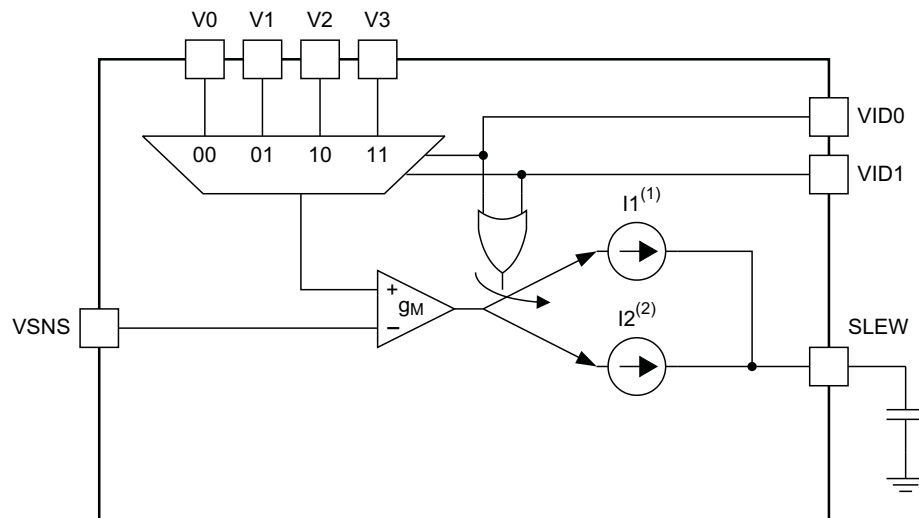 V0 V1 V2 V3
VID0
00 01 10 11
VID1
I1(1)
+
gM
−
VSNS
I2(2)
SLEW